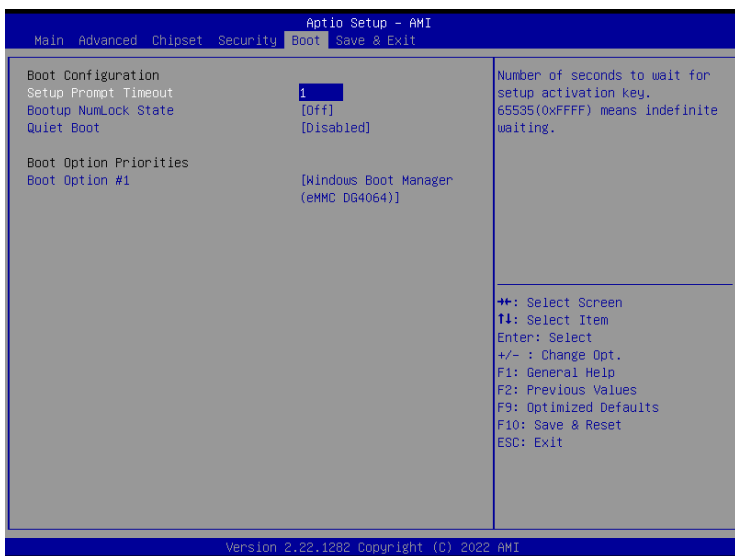 Aptio Setup – AMI
Main Advanced Chipset Security Boot Save & Exit
Boot Configuration
Setup Prompt Timeout 1
Bootup NumLock State [Off]
Quiet Boot [Disabled]
Boot Option Priorities
Boot Option #1 [Windows Boot Manager
(eMMC DG4064)]
Number of seconds to wait for
setup activation key.
65535(0xFFFF) means indefinite
waiting.
→←: Select Screen
↑↓: Select Item
Enter: Select
+/- : Change Opt.
F1: General Help
F2: Previous Values
F9: Optimized Defaults
F10: Save & Reset
ESC: Exit
Version 2.22.1282 Copyright (C) 2022 AMI